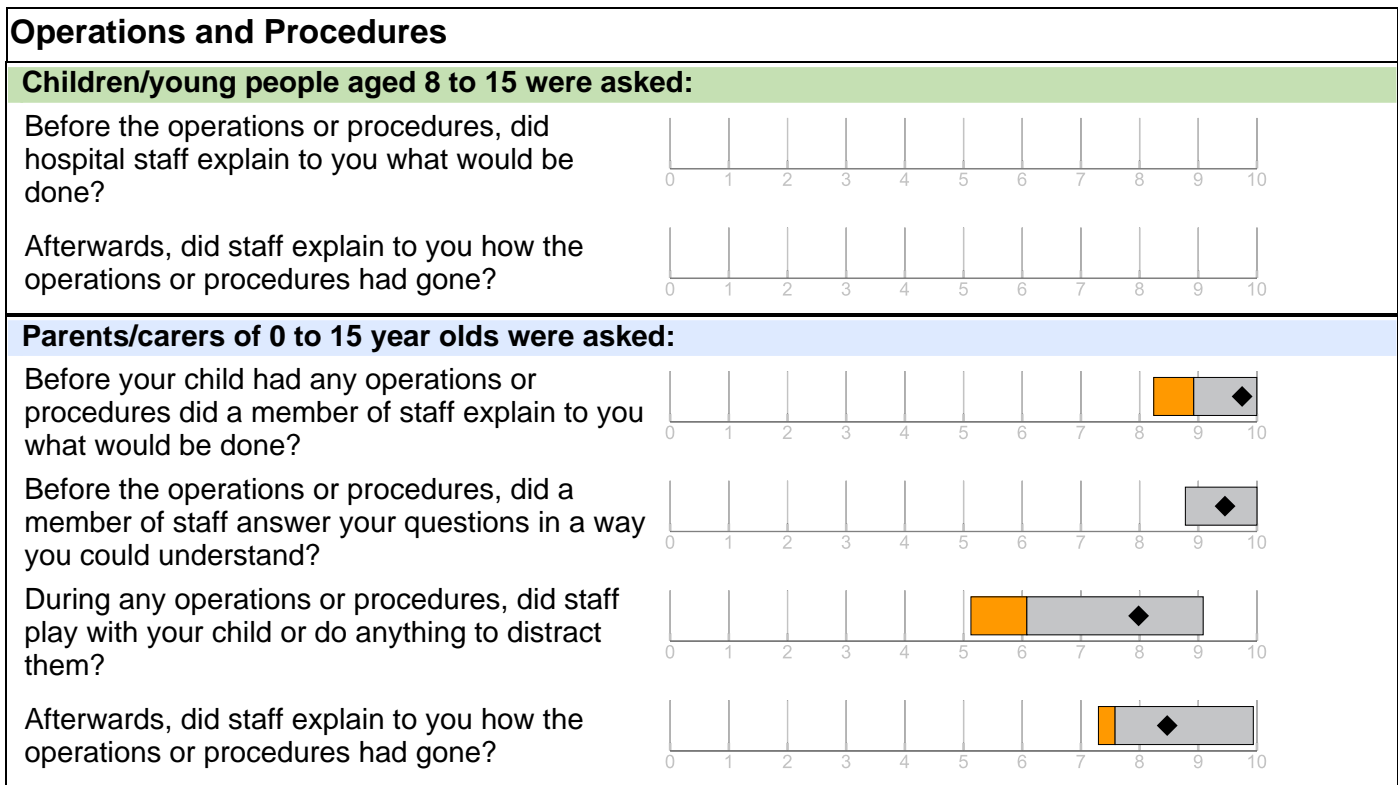 Operations and Procedures
Children/young people aged 8 to 15 were asked:
Before the operations or procedures, did
hospital staff explain to you what would be
done?
0 1 2 3 4 5 6 7 8 9 10
Afterwards, did staff explain to you how the
operations or procedures had gone?
0 1 2 3 4 5 6 7 8 9 10
Parents/carers of 0 to 15 year olds were asked:
Before your child had any operations or
procedures did a member of staff explain to you
what would be done?
0 1 2 3 4 5 6 7 8 9 10
Before the operations or procedures, did a
member of staff answer your questions in a way
you could understand?
0 1 2 3 4 5 6 7 8 9 10
During any operations or procedures, did staff
play with your child or do anything to distract
them?
0 1 2 3 4 5 6 7 8 9 10
Afterwards, did staff explain to you how the
operations or procedures had gone?
0 1 2 3 4 5 6 7 8 9 10